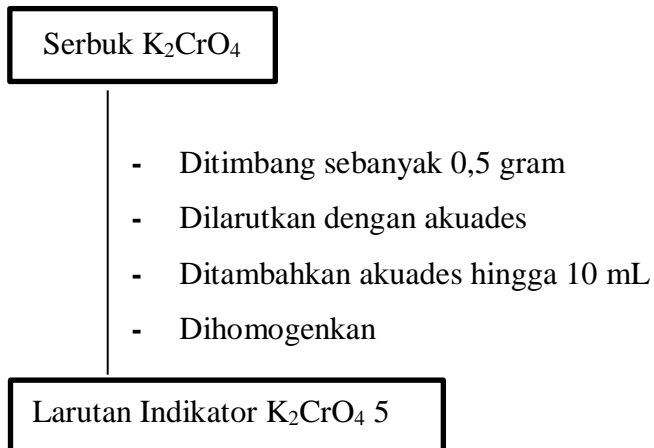 Serbuk K₂CrO₄
- Ditimbang sebanyak 0,5 gram
- Dilarutkan dengan akuades
- Ditambahkan akuades hingga 10 mL
- Dihomogenkan
Larutan Indikator K₂CrO₄ 5